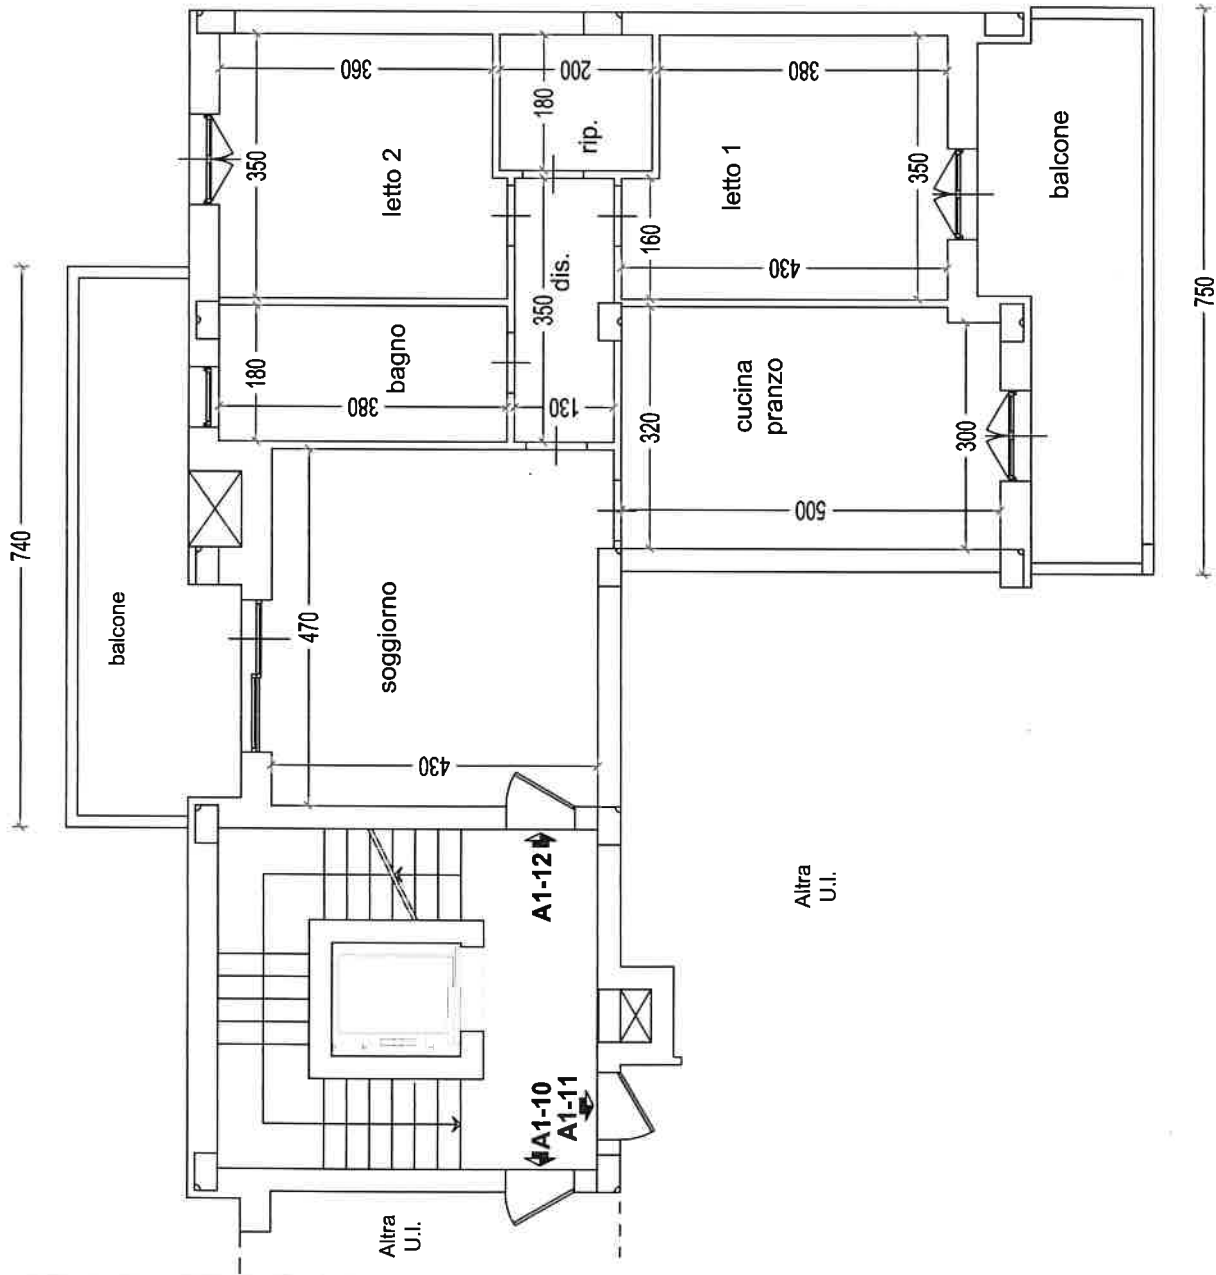 740
balcone
360
200
380
350
180
350
letto 2
rip.
letto 1
balcone
180
bagno
350
dis.
160
430
380
130
320
cucina
pranzo
300
500
750
470
soggiorno
430
A1-12
A1-10
A1-11
Altra
U.I.
Altra
U.I.